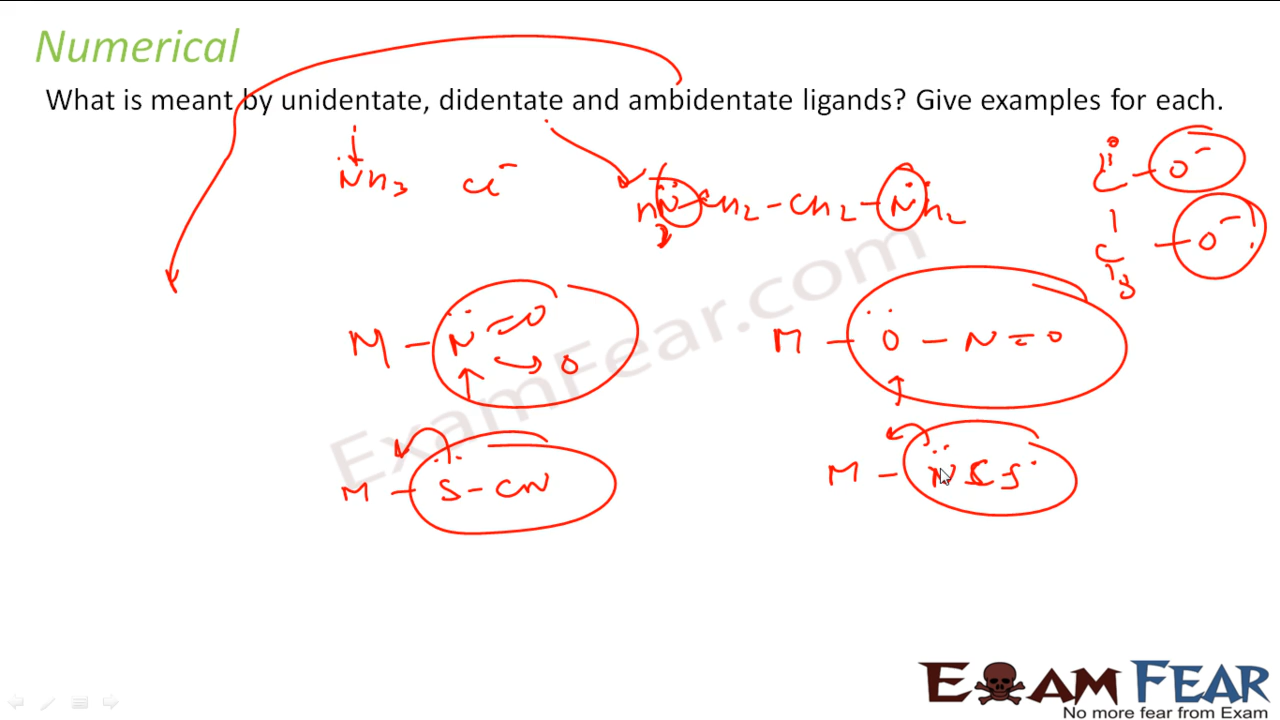 Numerical
What is meant by unidentate, didentate and ambidentate ligands? Give examples for each.
NH3 Cl−
H2N-CH2-CH2-NH2
C-O−
C-O−
M-N=O
O
M-O-N=O
M-S-CN
M-NCS
ExamFear.com
EXAM FEAR
No more fear from Exam